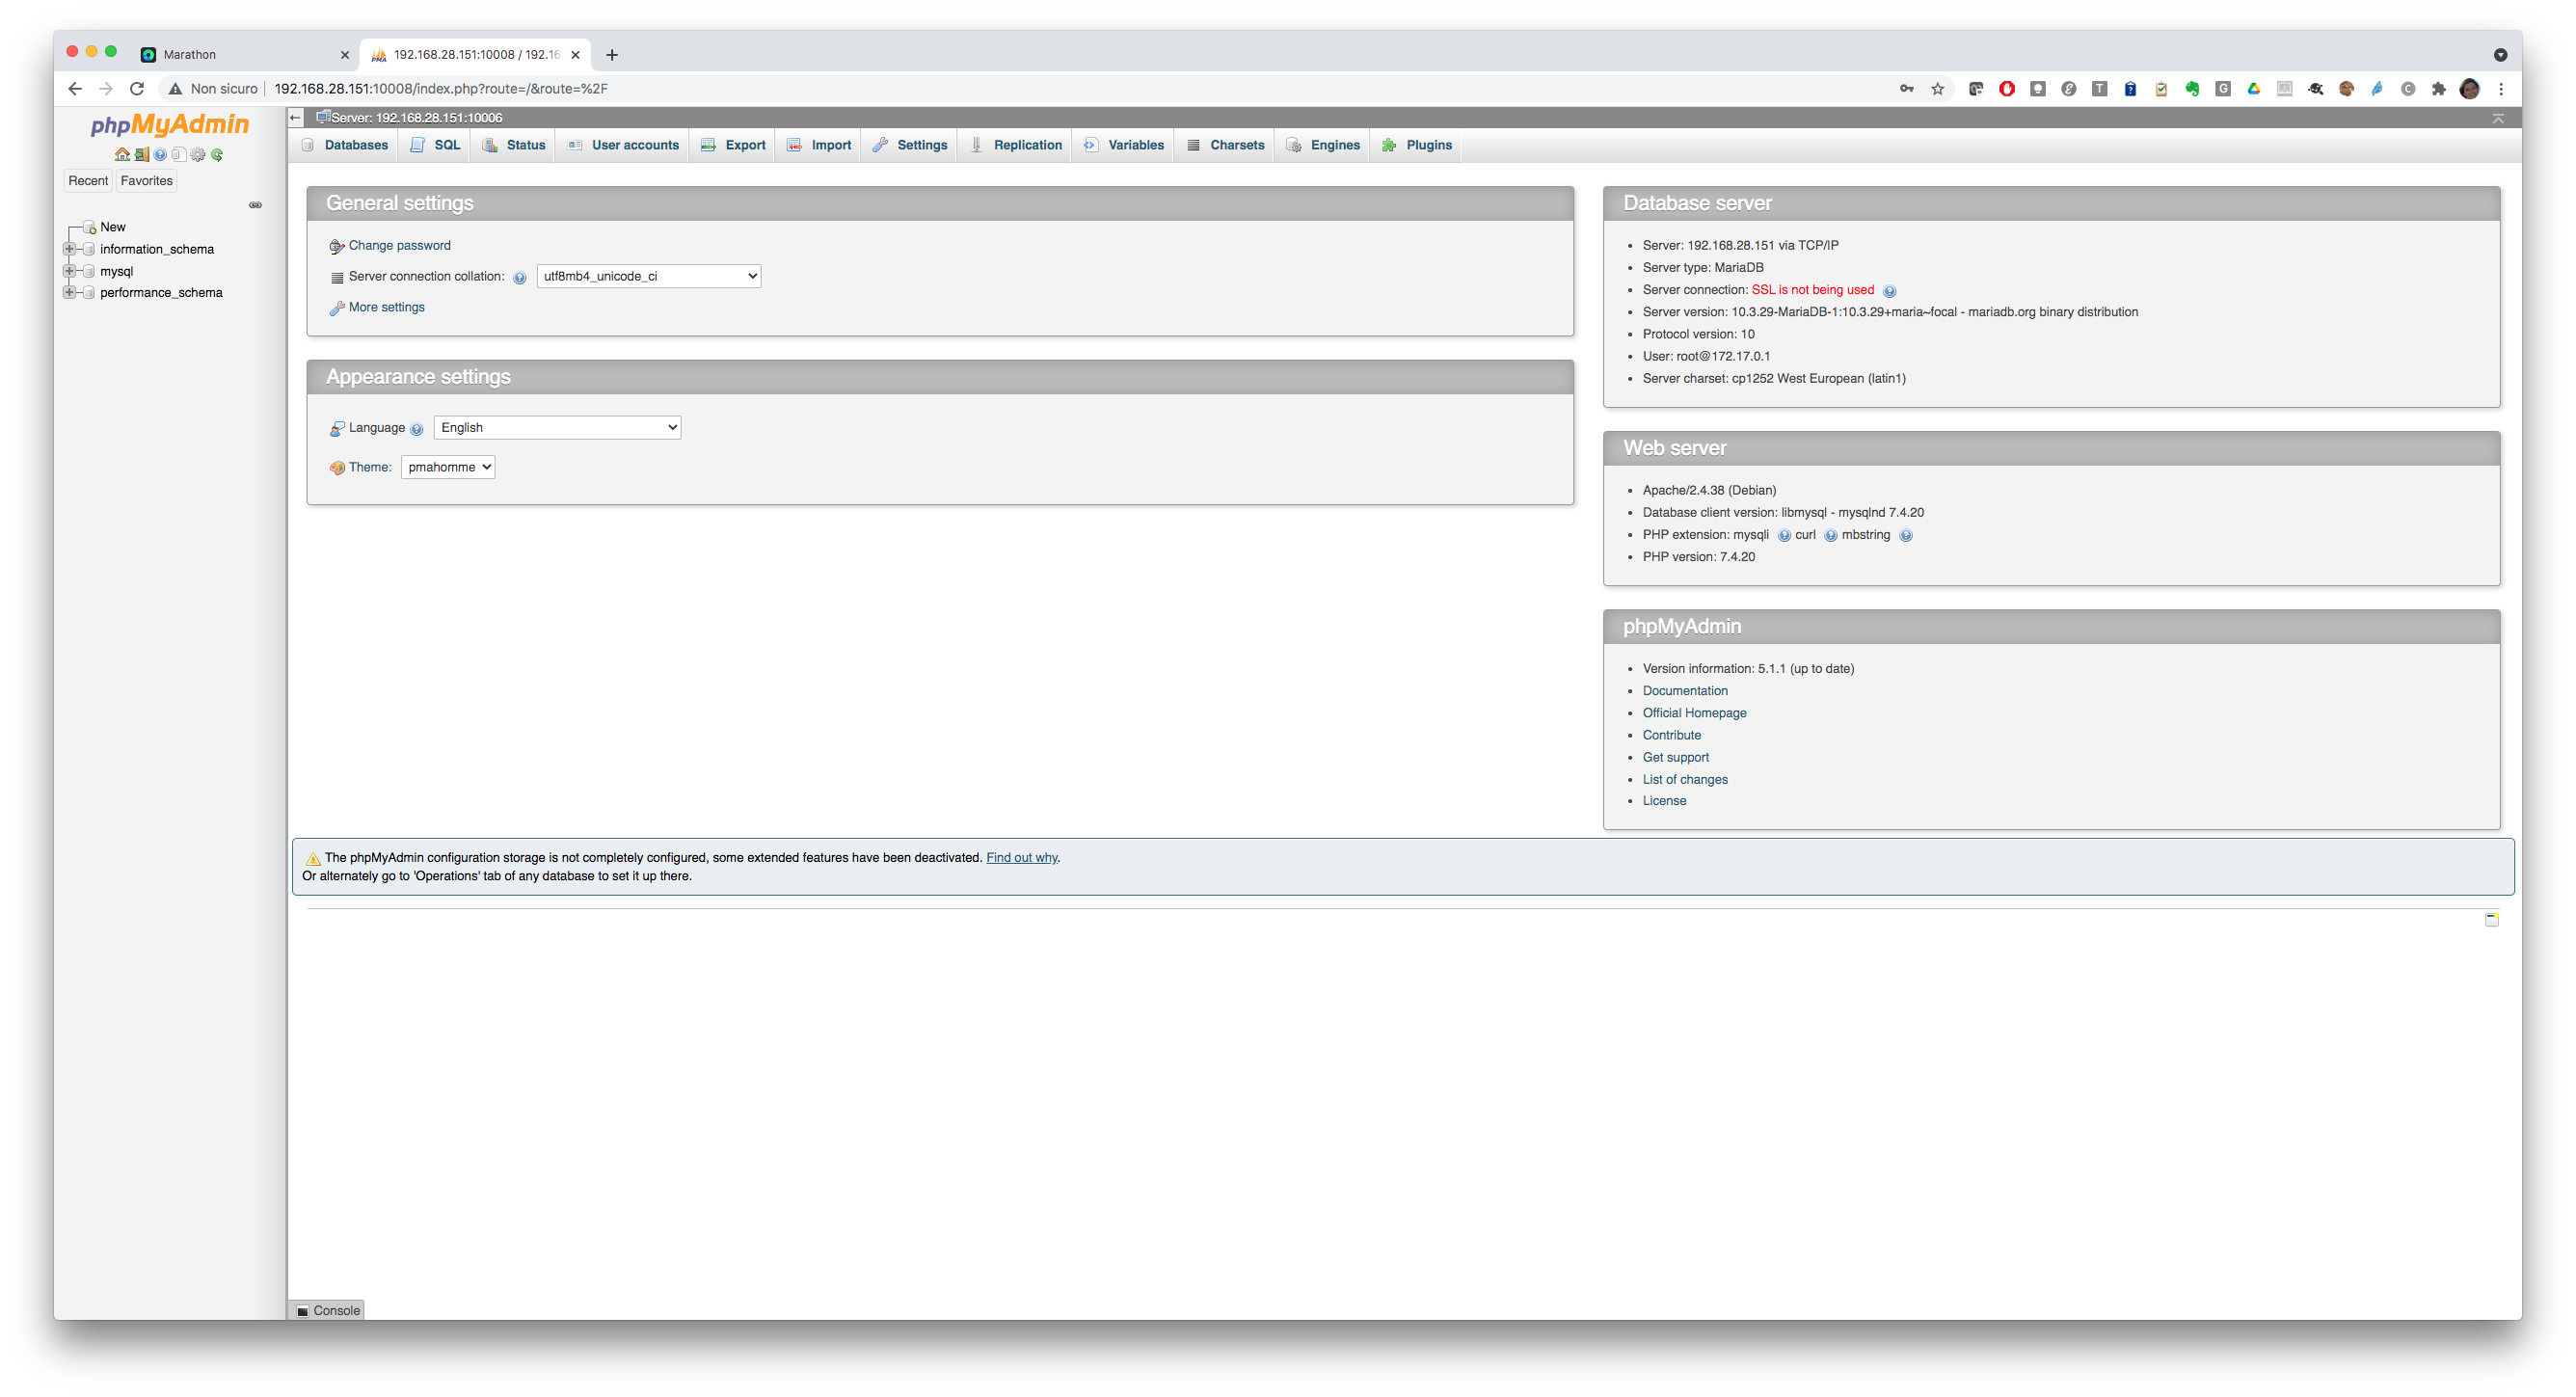 Marathon
192.168.28.151:10008 / 192.16
Non sicuro
192.168.28.151:10008/index.php?route=/&route=%2F
phpMyAdmin
Recent
Favorites
New
information_schema
mysql
performance_schema
Server: 192.168.28.151:10006
Databases
SQL
Status
User accounts
Export
Import
Settings
Replication
Variables
Charsets
Engines
Plugins
General settings
Change password
Server connection collation:
utf8mb4_unicode_ci
More settings
Appearance settings
Language
English
Theme:
pmahomme
Database server
Server: 192.168.28.151 via TCP/IP
Server type: MariaDB
Server connection: SSL is not being used
Server version: 10.3.29-MariaDB-1:10.3.29+maria~focal - mariadb.org binary distribution
Protocol version: 10
User: root@172.17.0.1
Server charset: cp1252 West European (latin1)
Web server
Apache/2.4.38 (Debian)
Database client version: libmysql - mysqlnd 7.4.20
PHP extension: mysqli curl mbstring
PHP version: 7.4.20
phpMyAdmin
Version information: 5.1.1 (up to date)
Documentation
Official Homepage
Contribute
Get support
List of changes
License
The phpMyAdmin configuration storage is not completely configured, some extended features have been deactivated. Find out why.
Or alternately go to 'Operations' tab of any database to set it up there.
Console